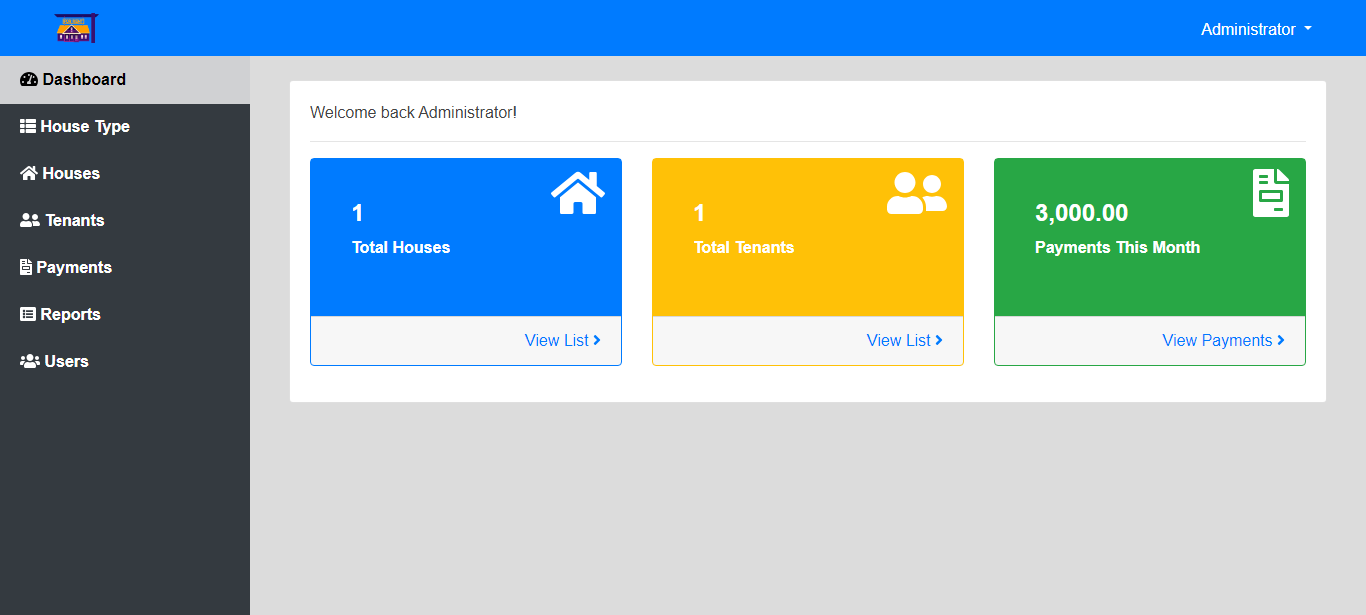 Administrator
Dashboard
House Type
Houses
Tenants
Payments
Reports
Users
Welcome back Administrator!
1
Total Houses
View List
1
Total Tenants
View List
3,000.00
Payments This Month
View Payments